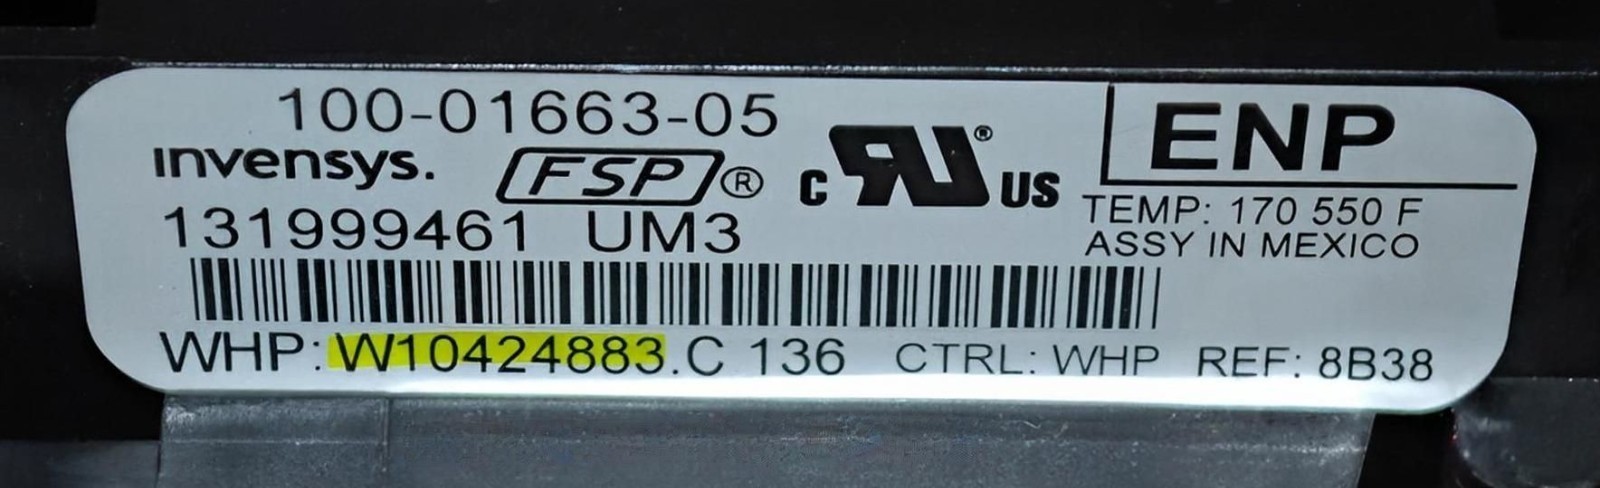 100-01663-05
ENP
invensys. FSP® C RU® US
131999461 UM3
TEMP: 170 550 F
ASSY IN MEXICO
WHP: W10424883.C 136 CTRL: WHP REF: 8B38